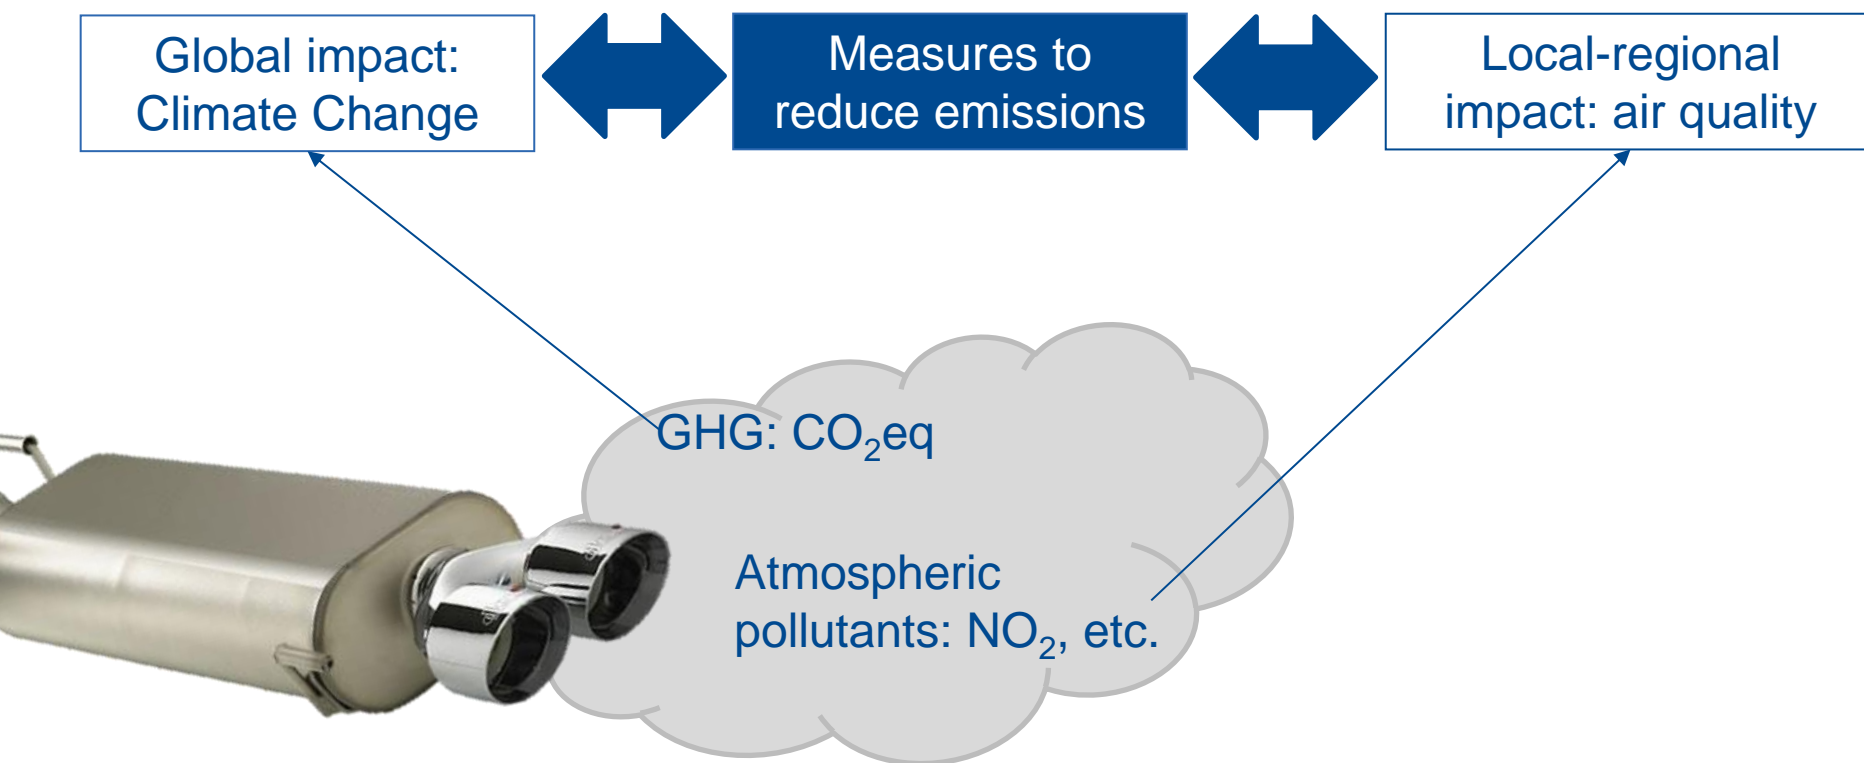 Global impact:
Climate Change
Measures to
reduce emissions
Local-regional
impact: air quality
GHG: CO₂eq
Atmospheric
pollutants: NO₂, etc.